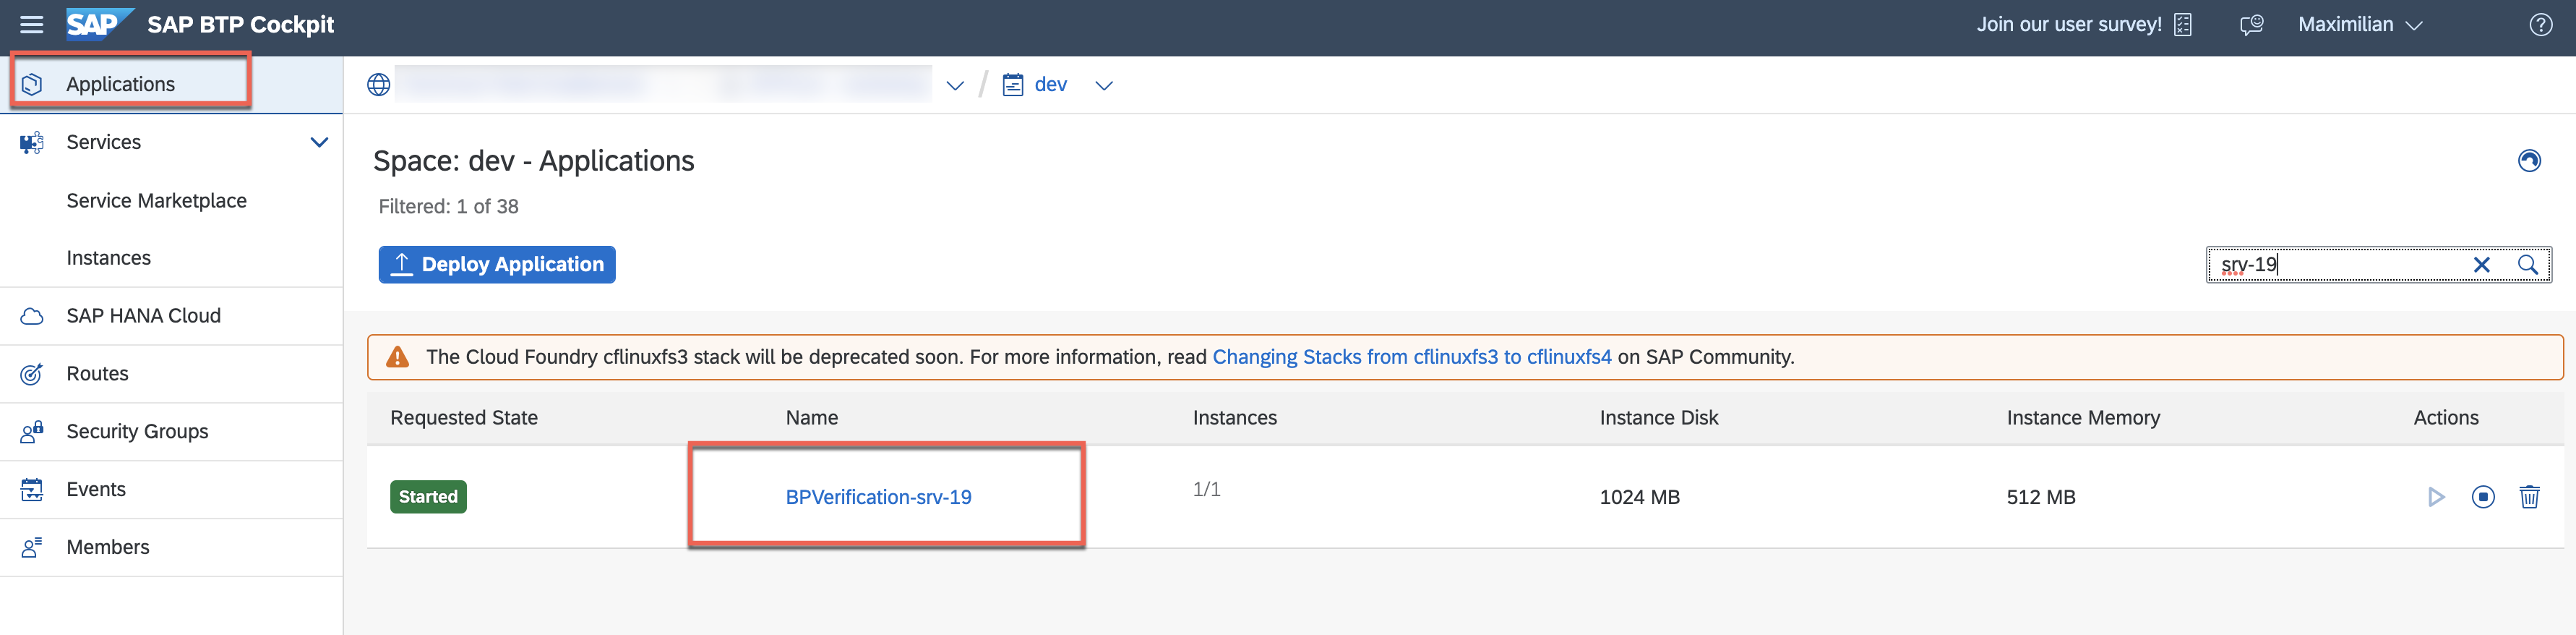 SAP SAP BTP Cockpit
Join our user survey!
Maximilian
Applications
Services
Service Marketplace
Instances
SAP HANA Cloud
Routes
Security Groups
Events
Members
/ dev
Space: dev - Applications
Filtered: 1 of 38
Deploy Application
srv-19
The Cloud Foundry cflinuxfs3 stack will be deprecated soon. For more information, read Changing Stacks from cflinuxfs3 to cflinuxfs4 on SAP Community.
Requested State Name Instances Instance Disk Instance Memory Actions
Started BPVerification-srv-19 1/1 1024 MB 512 MB